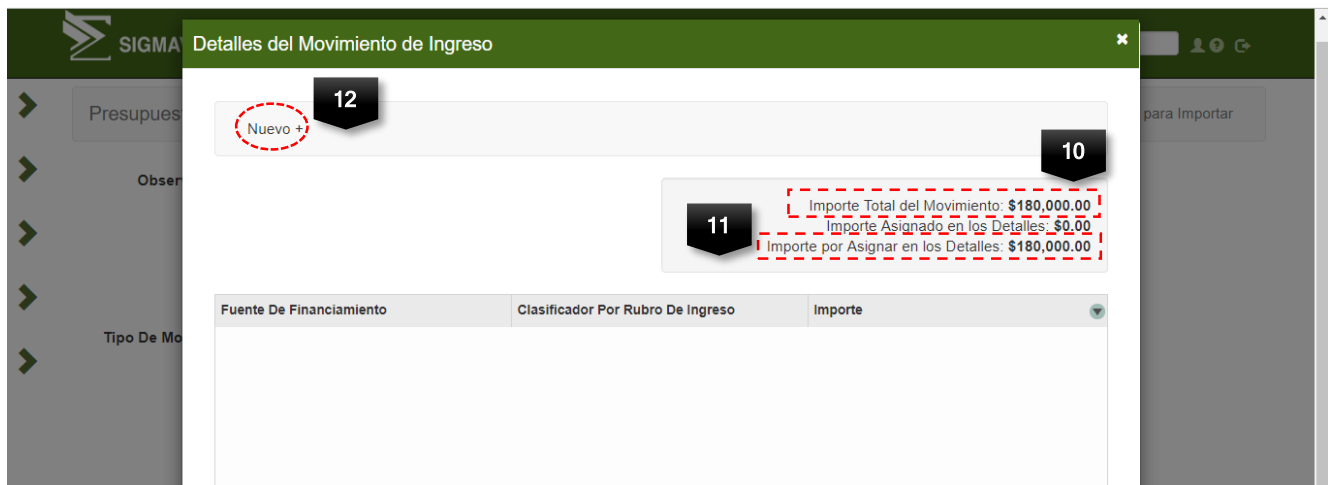 SIGMA
Detalles del Movimiento de Ingreso
12
Presupues
Nuevo +
para Importar
10
Obser
Importe Total del Movimiento: $180,000.00
11
Importe Asignado en los Detalles: $0.00
Importe por Asignar en los Detalles: $180,000.00
Fuente De Financiamiento Clasificador Por Rubro De Ingreso Importe
Tipo De Mo